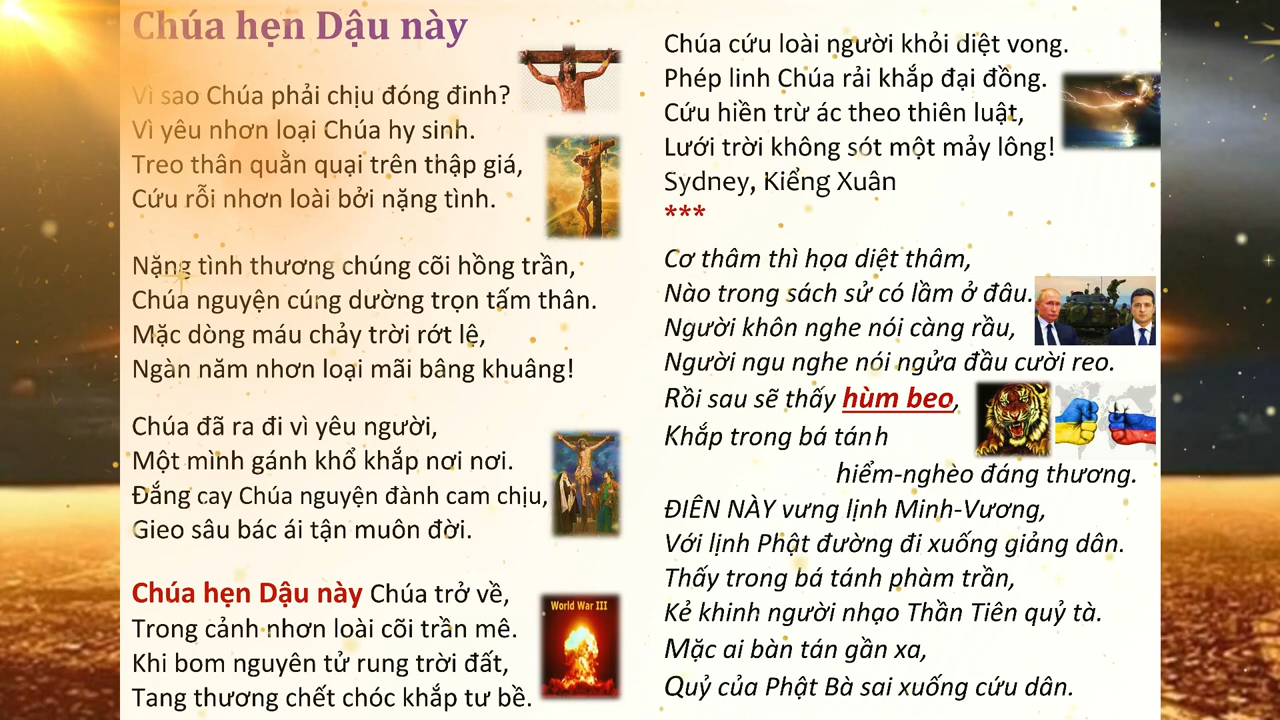 Chúa hẹn Dậu này
Vì sao Chúa phải chịu đóng đinh?
Vì yêu nhơn loại Chúa hy sinh.
Treo thân quằn quại trên thập giá,
Cứu rỗi nhơn loài bởi nặng tình.
Nặng tình thương chúng cõi hồng trần,
Chúa nguyện cúng dường trọn tấm thân.
Mặc dòng máu chảy trời rớt lệ,
Ngàn năm nhơn loại mãi bâng khuâng!
Chúa đã ra đi vì yêu người,
Một mình gánh khổ khắp nơi nơi.
Đắng cay Chúa nguyện đành cam chịu,
Gieo sâu bác ái tận muôn đời.
Chúa hẹn Dậu này Chúa trở về,
Trong cảnh nhơn loài cõi trần mê.
Khi bom nguyên tử rung trời đất,
Tang thương chết chóc khắp tư bề.
World War III
Chúa cứu loài người khỏi diệt vong.
Phép linh Chúa rải khắp đại đồng.
Cứu hiền trừ ác theo thiên luật,
Lưới trời không sót một mảy lông!
Sydney, Kiểng Xuân
***
Cơ thâm thì họa diệt thâm,
Nào trong sách sử có lầm ở đâu.
Người khôn nghe nói càng rầu,
Người ngu nghe nói ngửa đầu cười reo.
Rồi sau sẽ thấy hùm beo,
Khắp trong bá tánh
hiểm-nghèo đáng thương.
ĐIÊN NÀY vưng lịnh Minh-Vương,
Với lịnh Phật đường đi xuống giảng dân.
Thấy trong bá tánh phàm trần,
Kẻ khinh người nhạo Thần Tiên quỷ tà.
Mặc ai bàn tán gần xa,
Quỷ của Phật Bà sai xuống cứu dân.